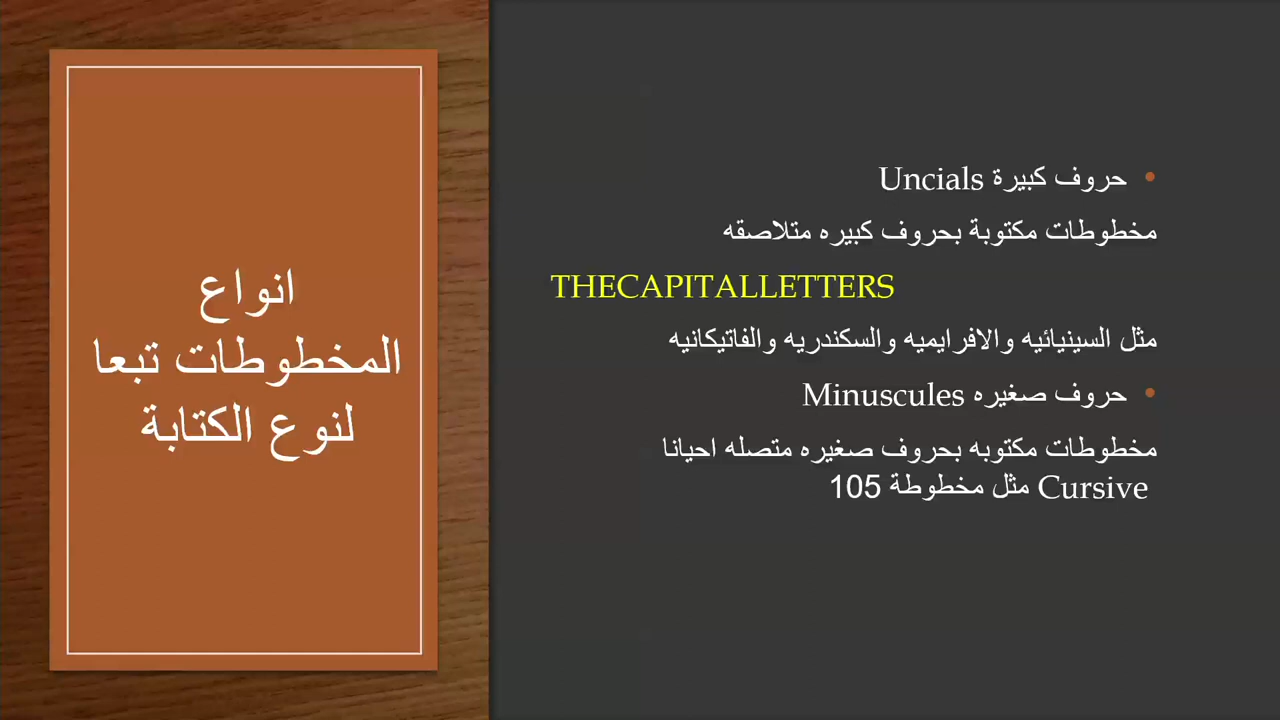 انواع
المخطوطات تبعا
لنوع الكتابة
• حروف كبيرة Uncials
مخطوطات مكتوبة بحروف كبيره متلاصقه
THECAPITALLETTERS
مثل السينيائيه والافرايميه والسكندريه والفاتيكانيه
• حروف صغيره Minuscules
مخطوطات مكتوبه بحروف صغيره متصله احيانا
Cursive مثل مخطوطة 105